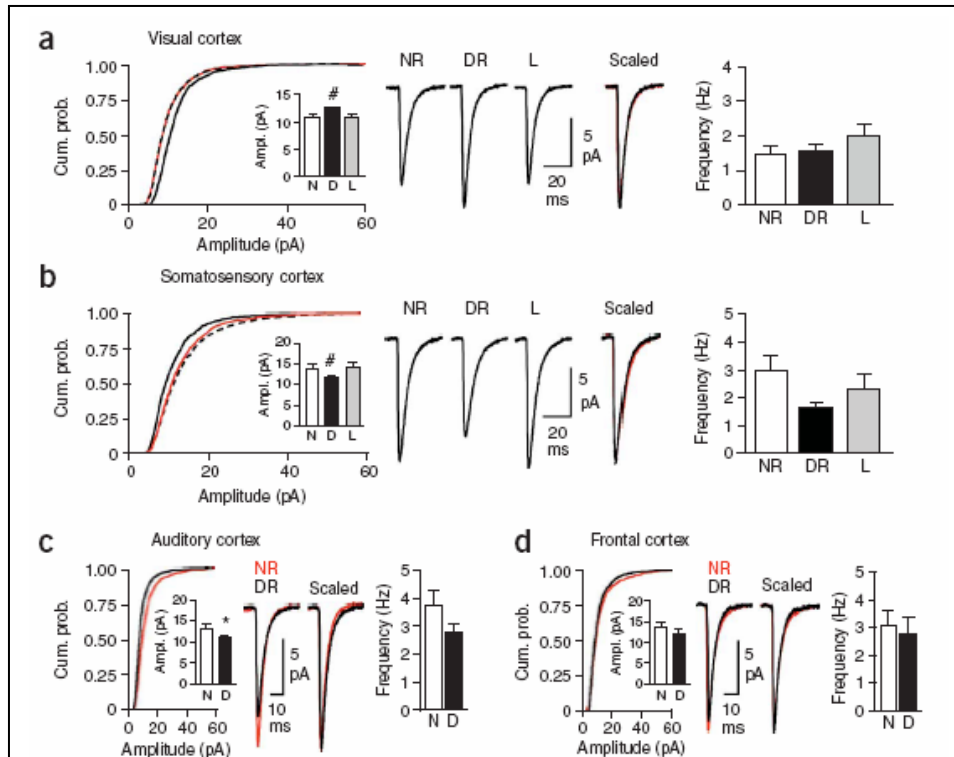 a
Visual cortex
1.00
0.75
0.50
0.25
0
Cum. prob.
0 20 40 60
Amplitude (pA)
Ampl. (pA)
15
10
5
0
#
N D L
NR DR L Scaled
5
pA
20
ms
Frequency (Hz)
4
3
2
1
0
NR DR L
b
Somatosensory cortex
1.00
0.75
0.50
0.25
Cum. prob.
0 20 40 60
Amplitude (pA)
Ampl. (pA)
20
15
10
5
0
#
N D L
NR DR L Scaled
5
pA
20
ms
Frequency (Hz)
5
4
3
2
1
0
NR DR L
c
Auditory cortex
1.00
0.75
0.50
0.25
0
Cum. prob.
0 20 40 60
Amplitude (pA)
Ampl. (pA)
20
15
10
5
0
*
N D
NR
DR
Scaled
5
pA
10
ms
Frequency (Hz)
5
4
3
2
1
0
N D
d
Frontal cortex
1.00
0.75
0.50
0.25
0
Cum. prob.
0 20 40 60
Amplitude (pA)
Ampl. (pA)
20
15
10
5
0
N D
NR
DR
Scaled
5
pA
10
ms
Frequency (Hz)
5
4
3
2
1
0
N D